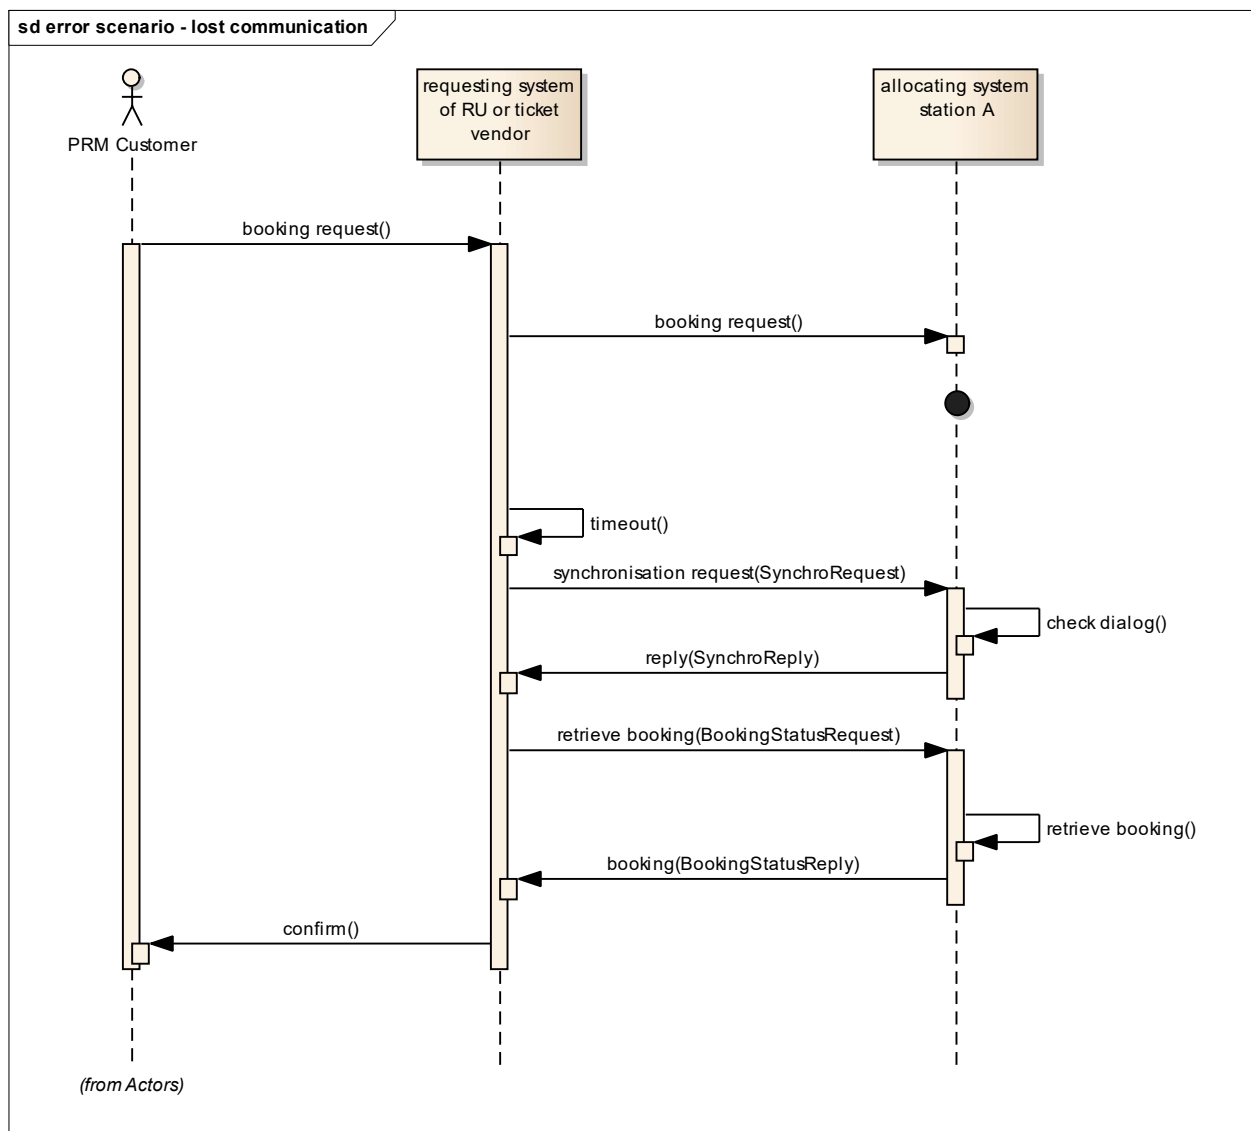 sd error scenario - lost communication
PRM Customer
requesting system
of RU or ticket
vendor
allocating system
station A
booking request()
booking request()
timeout()
synchronisation request(SynchroRequest)
check dialog()
reply(SynchroReply)
retrieve booking(BookingStatusRequest)
retrieve booking()
booking(BookingStatusReply)
confirm()
(from Actors)